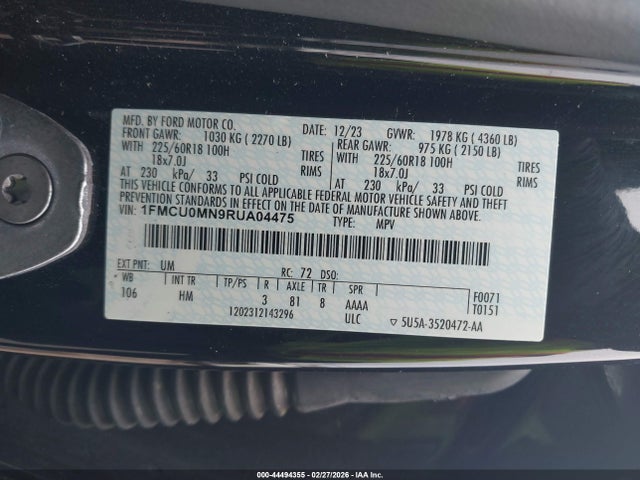 MFD. BY FORD MOTOR CO.
DATE: 12/23 GVWR: 1978 KG ( 4360 LB)
FRONT GAWR: 1030 KG ( 2270 LB) REAR GAWR: 975 KG ( 2150 LB)
WITH 225/60R18 100H TIRES WITH 225/60R18 100H TIRES
18x7.0J 18x7.0J
AT 230 kPa/ 33 PSI COLD AT 230 kPa/ 33 PSI COLD
THIS VEHICLE CONFORMS TO ALL APPLICABLE FEDERAL MOTOR VEHICLE SAFETY AND THEFT
PREVENTION STANDARDS IN EFFECT ON THE DATE OF MANUFACTURE SHOWN ABOVE.
VIN: 1FMCU0MN9RUA04475 TYPE: MPV
EXT PNT: UM RC: 72 DSO:
WB TP/PS R AXLE TR SPR F0071
106 HM 3 81 8 AAAA T0151
1202312143296 ULC 5U5A-3520472-AA
000-44494355 | 02/27/2026 - IAA Inc.